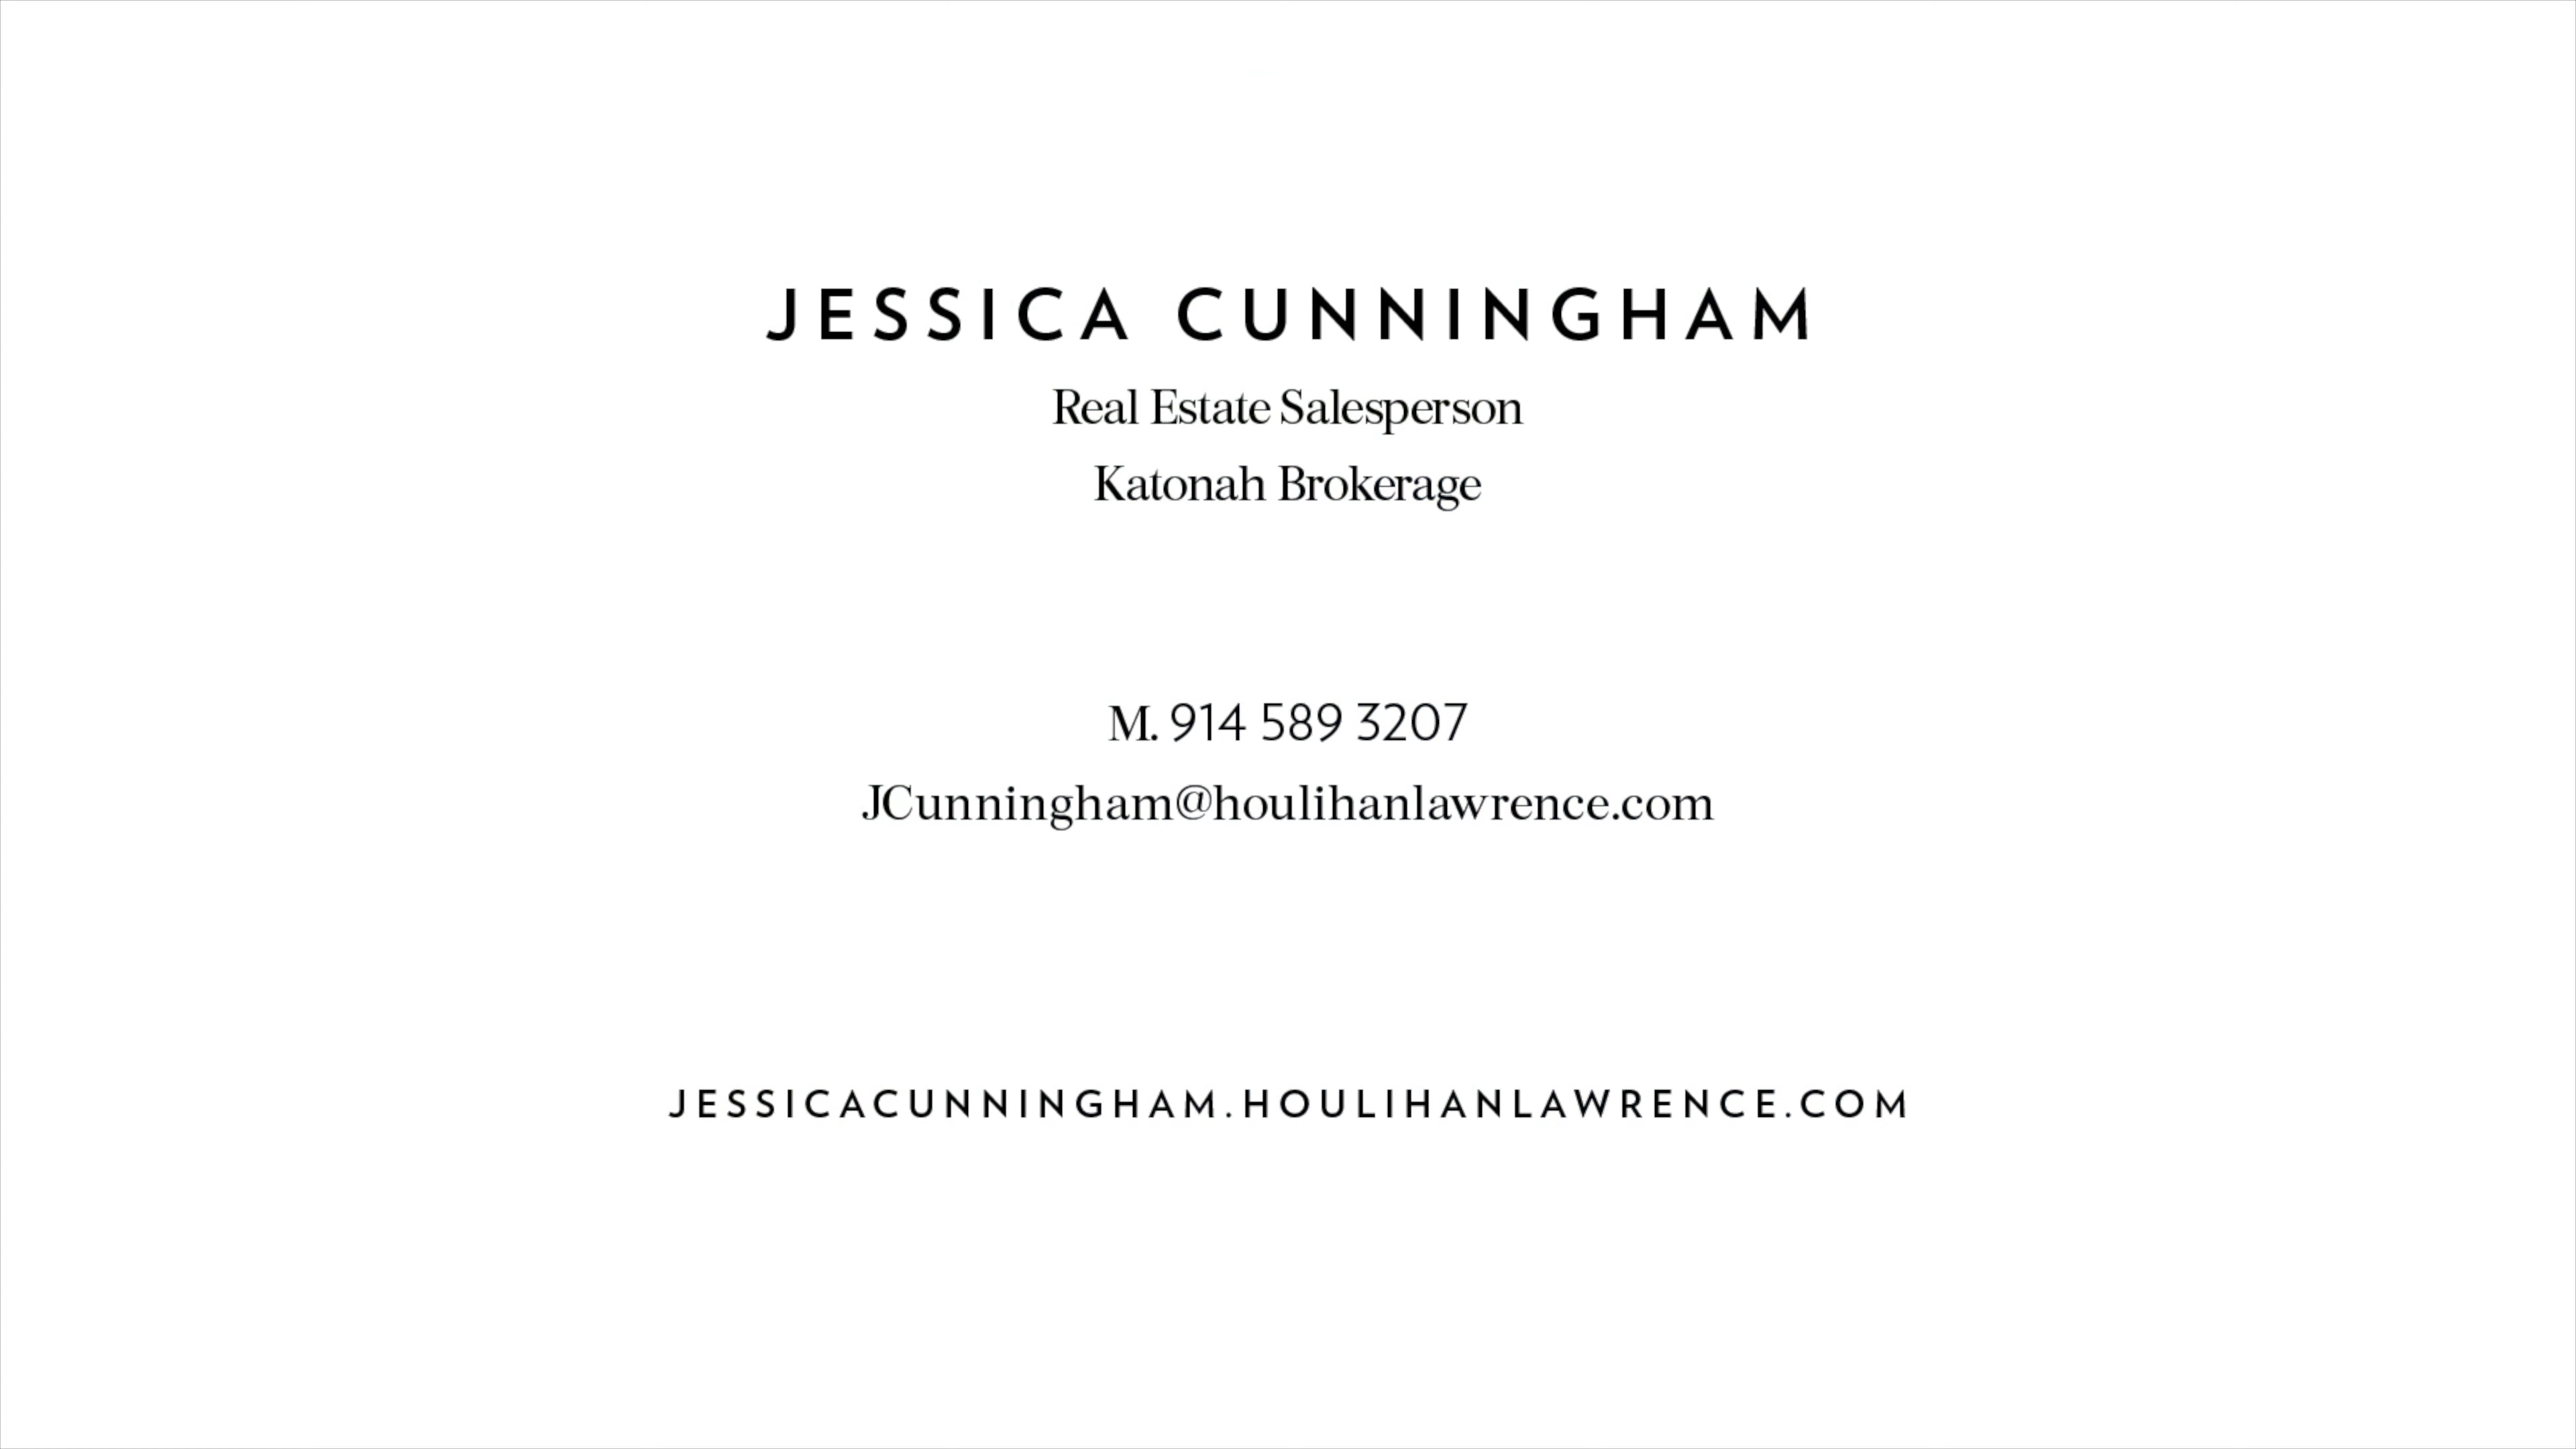 JESSICA CUNNINGHAM
Real Estate Salesperson
Katonah Brokerage
M. 914 589 3207
JCunningham@houlihanlawrence.com
JESSICACUNNINGHAM.HOULIHANLAWRENCE.COM